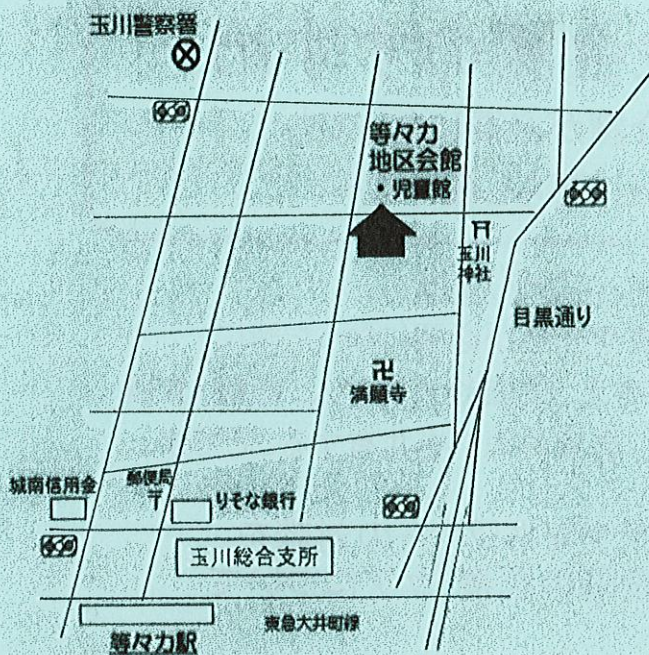 玉川警察署
等々力
地区会館
・児童館
玉川
神社
目黒通り
満願寺
城南信用金
郵便局
りそな銀行
玉川総合支所
東急大井町線
等々力駅